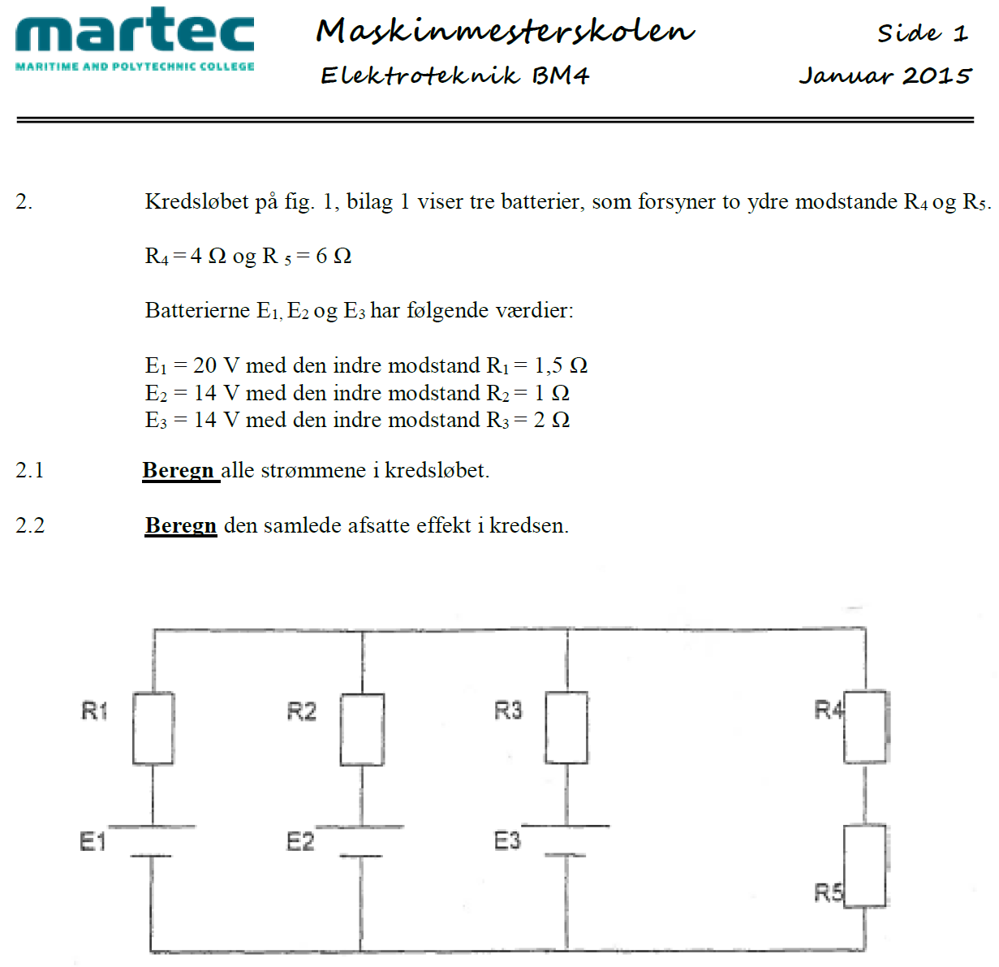 martec
MARITIME AND POLYTECHNIC COLLEGE
Maskinmesterskolen
Side 1
Elektroteknik BM4
Januar 2015
2. Kredsløbet på fig. 1, bilag 1 viser tre batterier, som forsyner to ydre modstande R4 og R5.
R4 = 4 Ω og R 5 = 6 Ω
Batterierne E1, E2 og E3 har følgende værdier:
E1 = 20 V med den indre modstand R1 = 1,5 Ω
E2 = 14 V med den indre modstand R2 = 1 Ω
E3 = 14 V med den indre modstand R3 = 2 Ω
2.1 Beregn alle strømmene i kredsløbet.
2.2 Beregn den samlede afsatte effekt i kredsen.
R1 R2 R3 R4
E1 E2 E3
R5